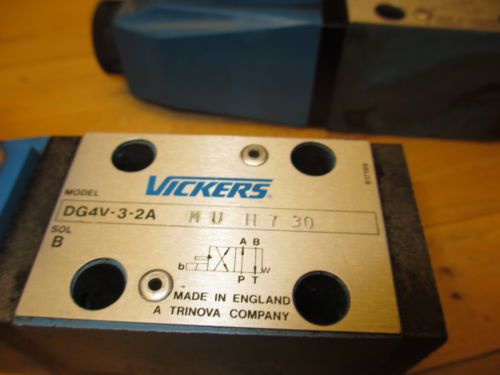 VICKERS
MODEL
DG4V-3-2A M U H 7 30
SOL
B
A B
b w
P T
MADE IN ENGLAND
A TRINOVA COMPANY